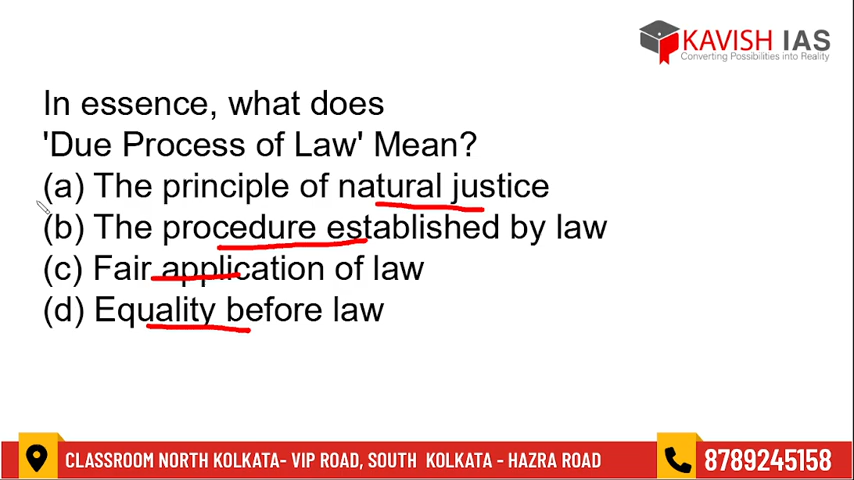 KAVISH IAS
Converting Possibilities into Reality
In essence, what does
'Due Process of Law' Mean?
(a) The principle of natural justice
(b) The procedure established by law
(c) Fair application of law
(d) Equality before law
CLASSROOM NORTH KOLKATA- VIP ROAD, SOUTH KOLKATA - HAZRA ROAD
8789245158